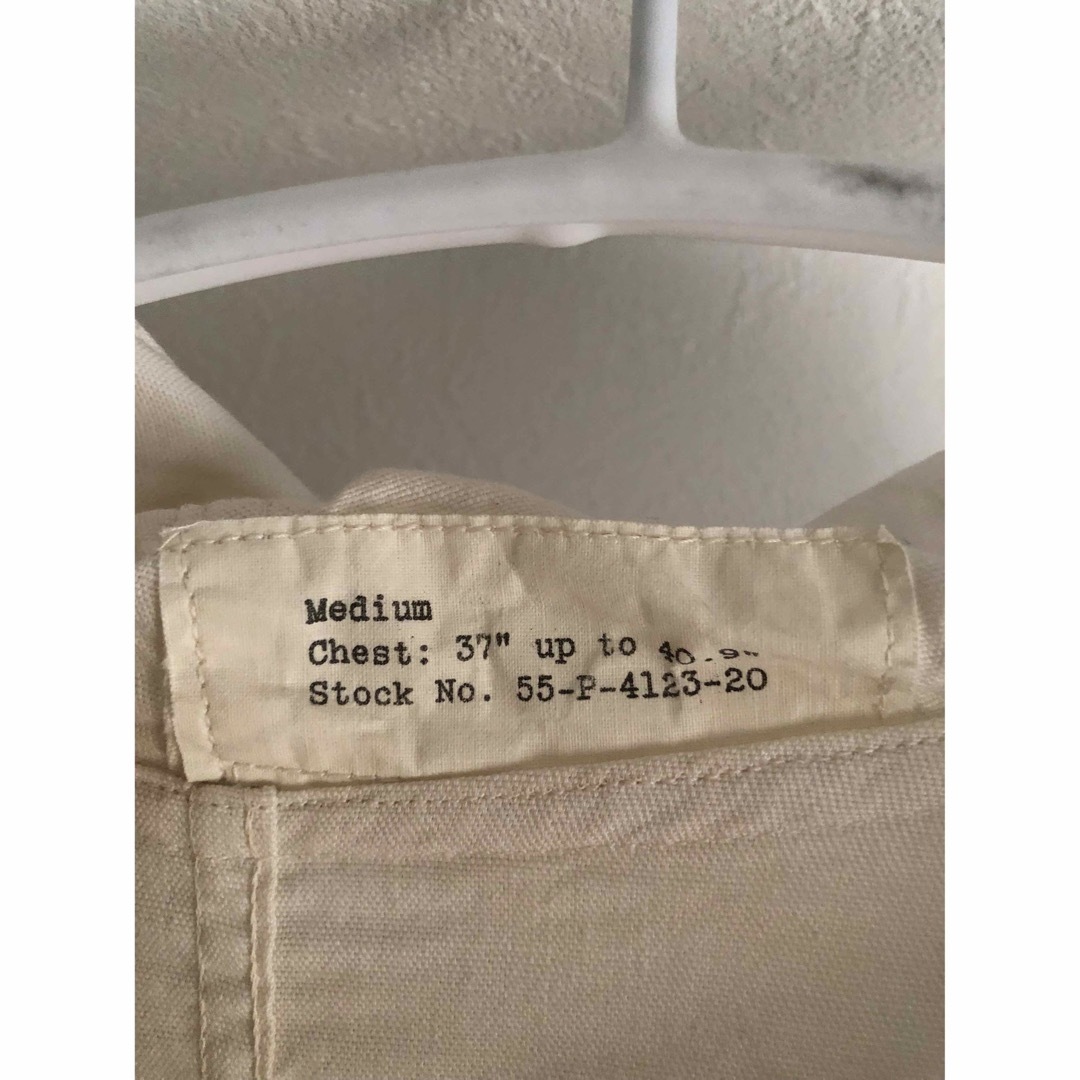 Medium
Chest: 37" up to 40.9"
Stock No. 55-P-4123-20